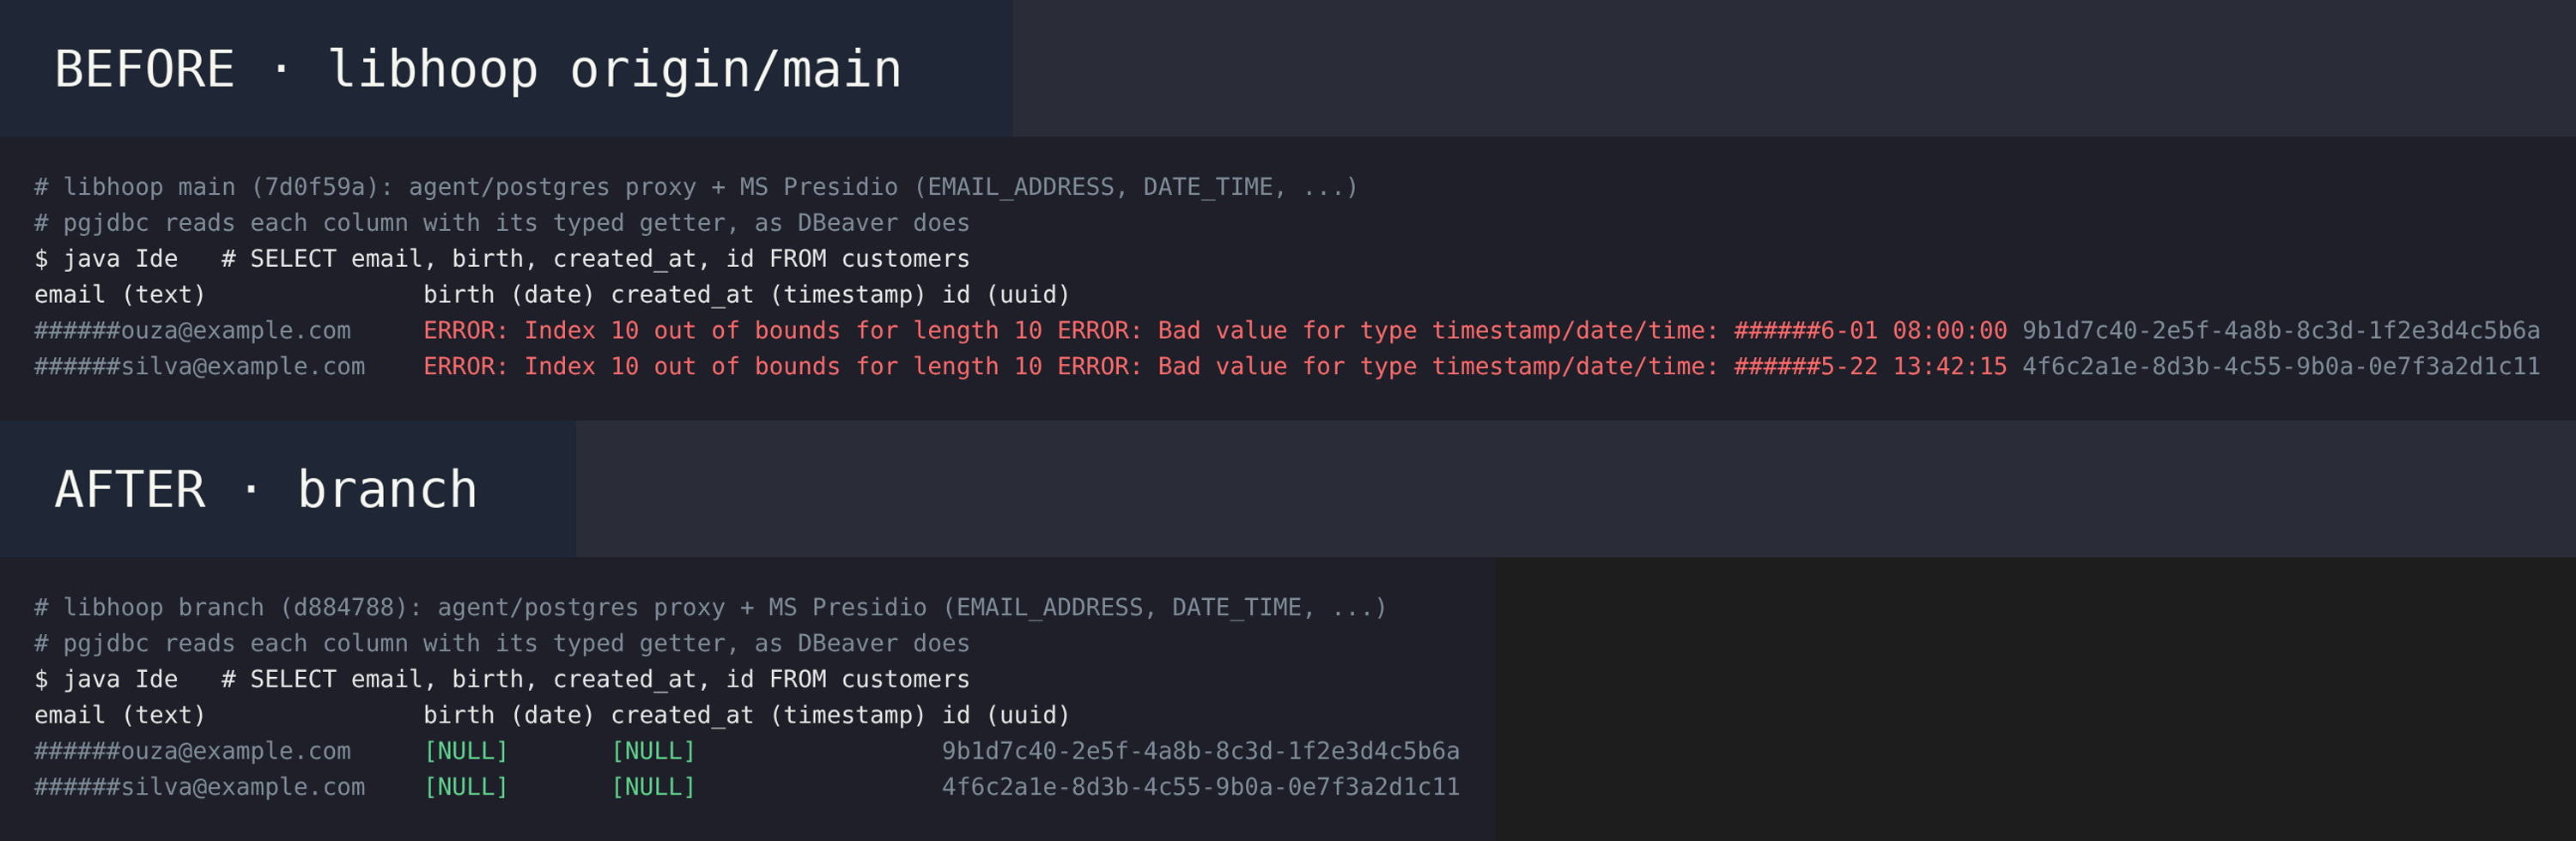 BEFORE · libhoop origin/main
# libhoop main (7d0f59a): agent/postgres proxy + MS Presidio (EMAIL_ADDRESS, DATE_TIME, ...)
# pgjdbc reads each column with its typed getter, as DBeaver does
$ java Ide   # SELECT email, birth, created_at, id FROM customers
email (text)               birth (date) created_at (timestamp) id (uuid)
######ouza@example.com     ERROR: Index 10 out of bounds for length 10 ERROR: Bad value for type timestamp/date/time: ######6-01 08:00:00 9b1d7c40-2e5f-4a8b-8c3d-1f2e3d4c5b6a
######silva@example.com    ERROR: Index 10 out of bounds for length 10 ERROR: Bad value for type timestamp/date/time: ######5-22 13:42:15 4f6c2a1e-8d3b-4c55-9b0a-0e7f3a2d1c11
AFTER · branch
# libhoop branch (d884788): agent/postgres proxy + MS Presidio (EMAIL_ADDRESS, DATE_TIME, ...)
# pgjdbc reads each column with its typed getter, as DBeaver does
$ java Ide   # SELECT email, birth, created_at, id FROM customers
email (text)               birth (date) created_at (timestamp) id (uuid)
######ouza@example.com     [NULL]       [NULL]                 9b1d7c40-2e5f-4a8b-8c3d-1f2e3d4c5b6a
######silva@example.com    [NULL]       [NULL]                 4f6c2a1e-8d3b-4c55-9b0a-0e7f3a2d1c11